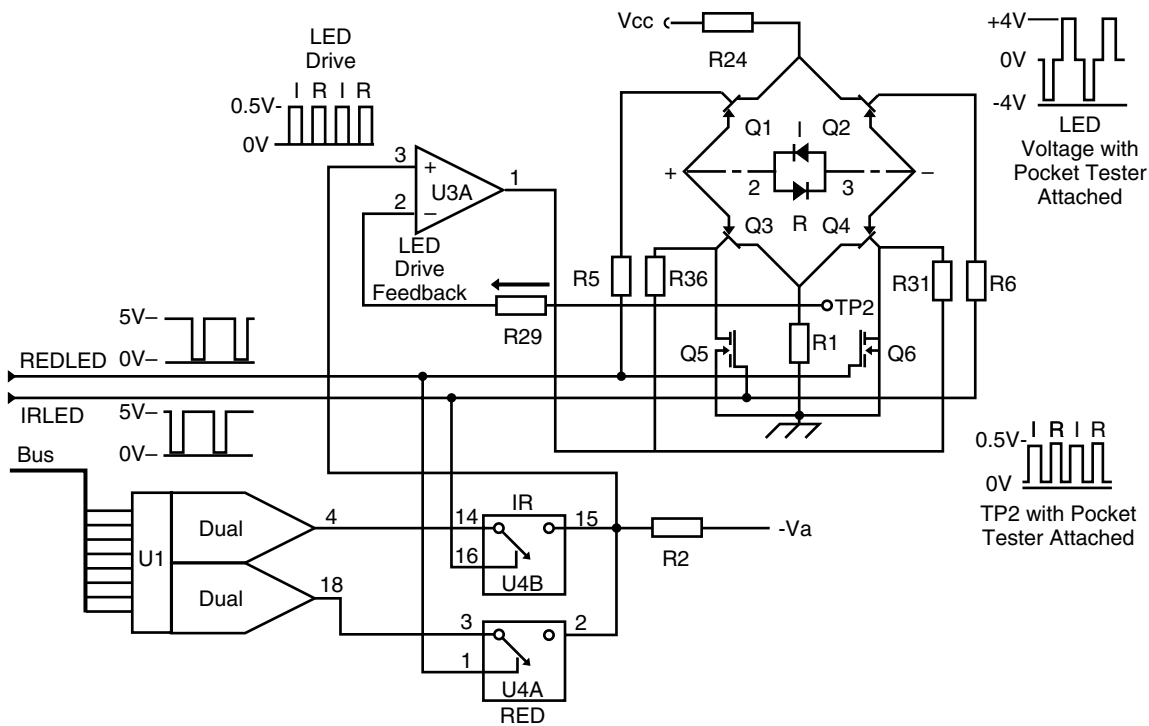 LED
Drive
I R I R
0.5V-
0V
Vcc
R24
+4V
0V
-4V
LED
Voltage with
Pocket Tester
Attached
Q1
I
Q2
3
+
U3A
1
2
–
LED
Drive
Feedback
+
2
3
–
R
Q3
Q4
R5
R36
R31
R6
R29
TP2
R1
Q5
Q6
5V–
0V–
REDLED
IRLED
5V–
0V–
Bus
0.5V-
I R I R
0V
TP2 with Pocket
Tester Attached
U1
Dual
4
14
IR
15
16
U4B
R2
-Va
Dual
18
3
2
1
U4A
RED